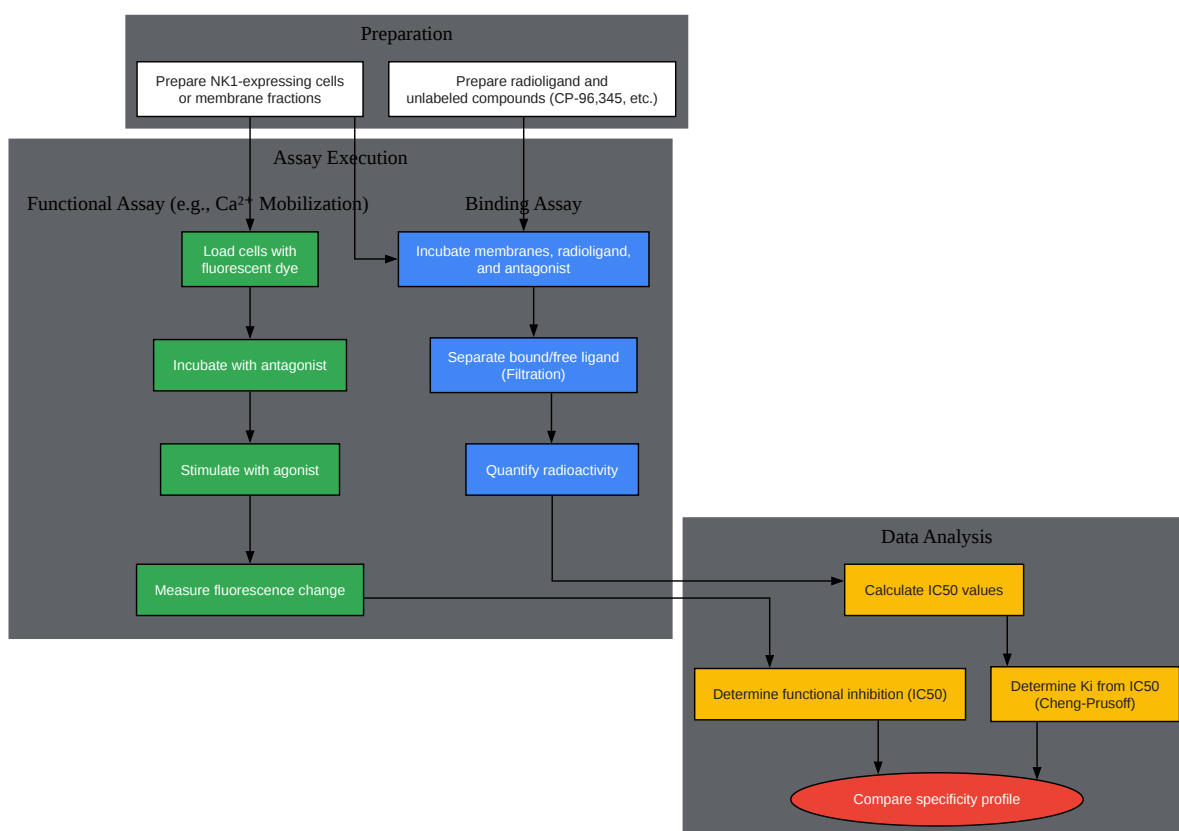 Preparation
Prepare NK1-expressing cells
or membrane fractions
Prepare radioligand and
unlabeled compounds (CP-96,345, etc.)
Assay Execution
Functional Assay (e.g., Ca²⁺ Mobilization)
Binding Assay
Load cells with
fluorescent dye
Incubate membranes, radioligand,
and antagonist
Incubate with antagonist
Separate bound/free ligand
(Filtration)
Stimulate with agonist
Quantify radioactivity
Measure fluorescence change
Data Analysis
Calculate IC50 values
Determine functional inhibition (IC50)
Determine Ki from IC50
(Cheng-Prusoff)
Compare specificity profile